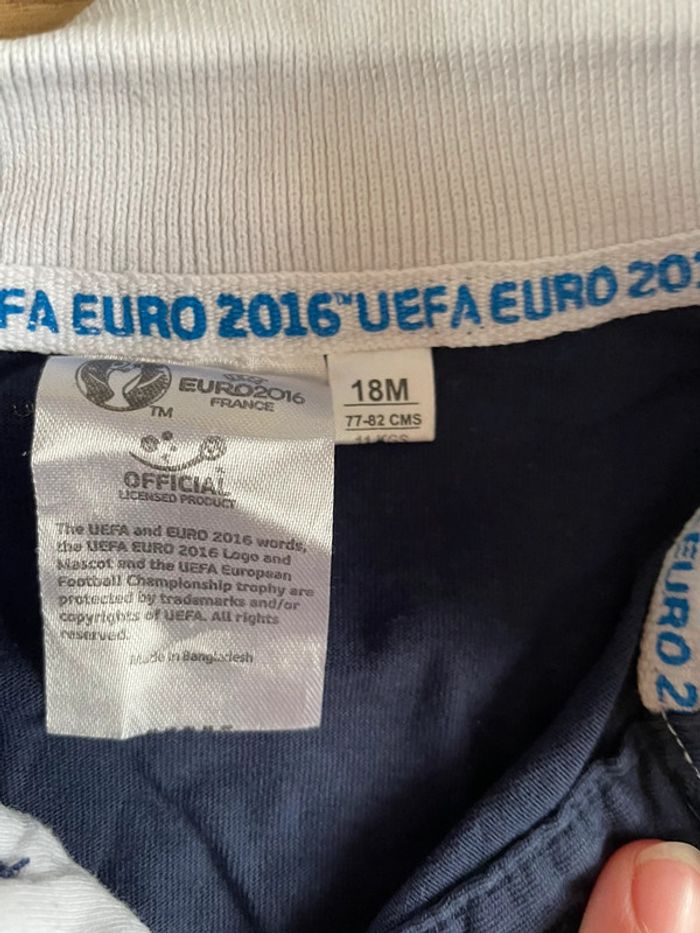 FA EURO 2016™ UEFA EURO 20
EURO2016
FRANCE
TM
OFFICIAL
LICENSED PRODUCT
The UEFA and EURO 2016 words,
the UEFA EURO 2016 Logo and
Mascot and the UEFA European
Football Championship trophy are
protected by trademarks and/or
copyrights of UEFA. All rights
reserved.
Made in Bangladesh
18M
77-82 CMS
11 KGS
EURO 2